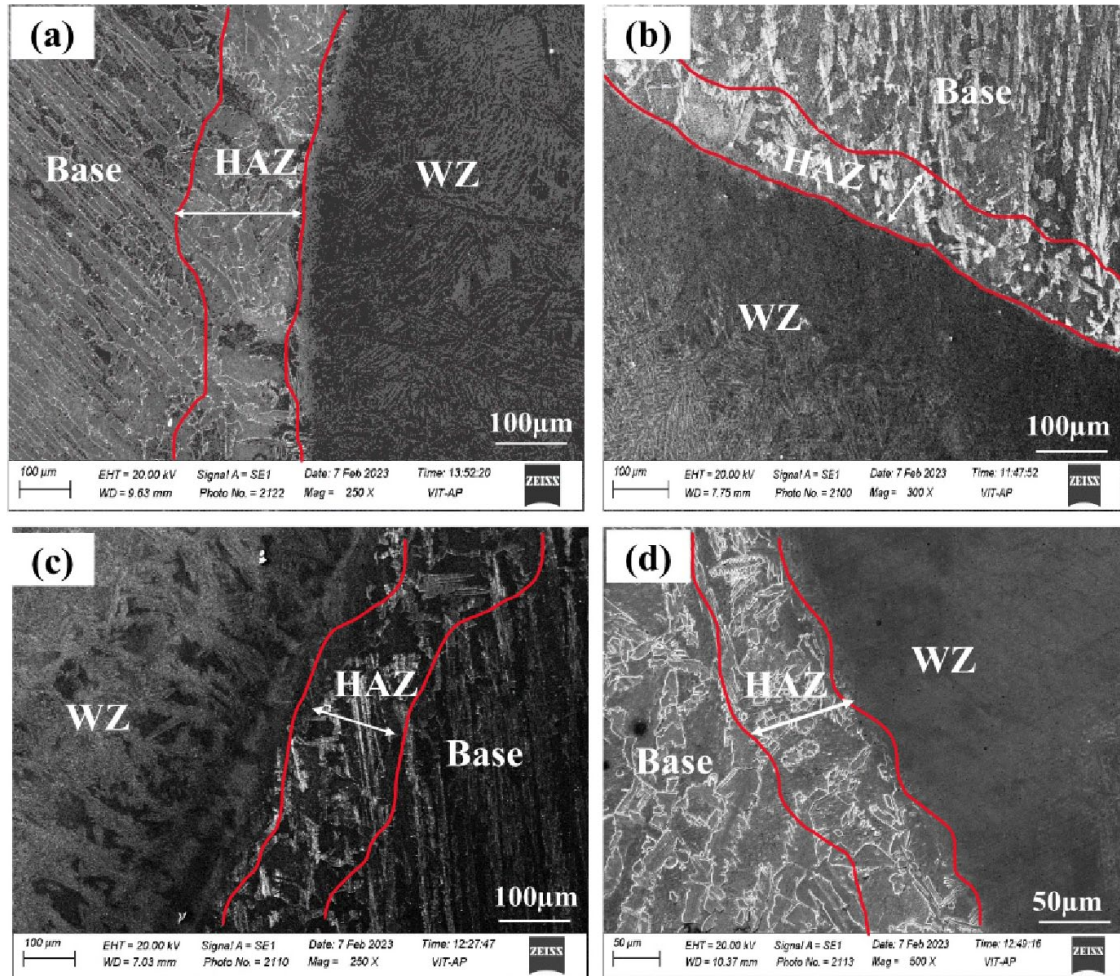 (a)
Base
HAZ
WZ
100µm
100 µm
EHT = 20.00 kV Signal A = SE1 Date: 7 Feb 2023 Time: 13:52:20
WD = 9.63 mm Photo No. = 2122 Mag = 250 X VIT-AP
ZEISS
(b)
Base
HAZ
WZ
100µm
100 µm
EHT = 20.00 kV Signal A = SE1 Date: 7 Feb 2023 Time: 11:47:52
WD = 7.75 mm Photo No. = 2100 Mag = 300 X VIT-AP
ZEISS
(c)
HAZ
WZ
Base
100µm
100 µm
EHT = 20.00 kV Signal A = SE1 Date: 7 Feb 2023 Time: 12:27:47
WD = 7.03 mm Photo No. = 2110 Mag = 250 X VIT-AP
ZEISS
(d)
WZ
HAZ
Base
50µm
50 µm
EHT = 20.00 kV Signal A = SE1 Date: 7 Feb 2023 Time: 12:49:16
WD = 10.37 mm Photo No. = 2113 Mag = 500 X VIT-AP
ZEISS